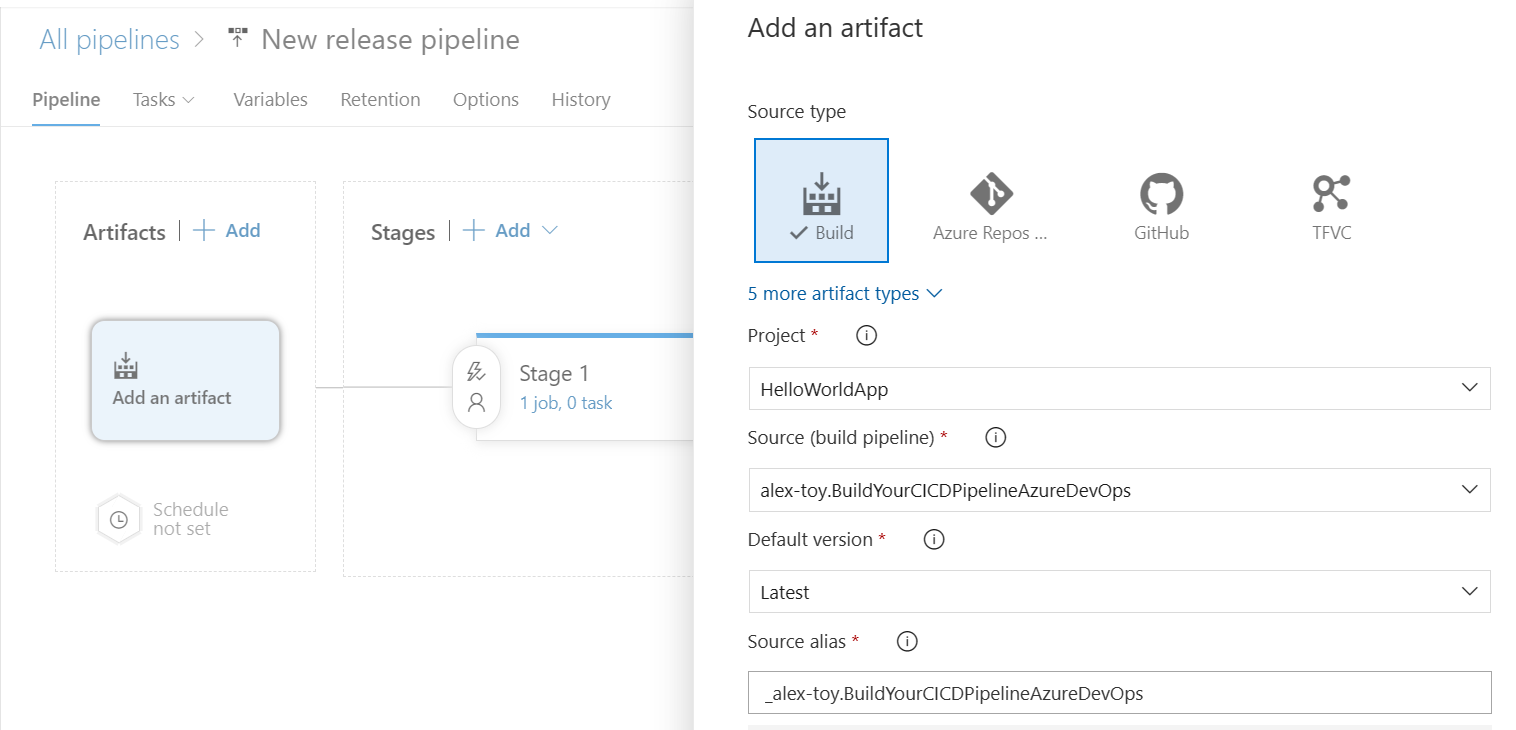 All pipelines > New release pipeline
Pipeline Tasks Variables Retention Options History
Artifacts | + Add
Stages | + Add
Add an artifact
Schedule
not set
Stage 1
1 job, 0 task
Add an artifact
Source type
Build
Azure Repos ...
GitHub
TFVC
5 more artifact types
Project *
HelloWorldApp
Source (build pipeline) *
alex-toy.BuildYourCICDPipelineAzureDevOps
Default version *
Latest
Source alias *
_alex-toy.BuildYourCICDPipelineAzureDevOps